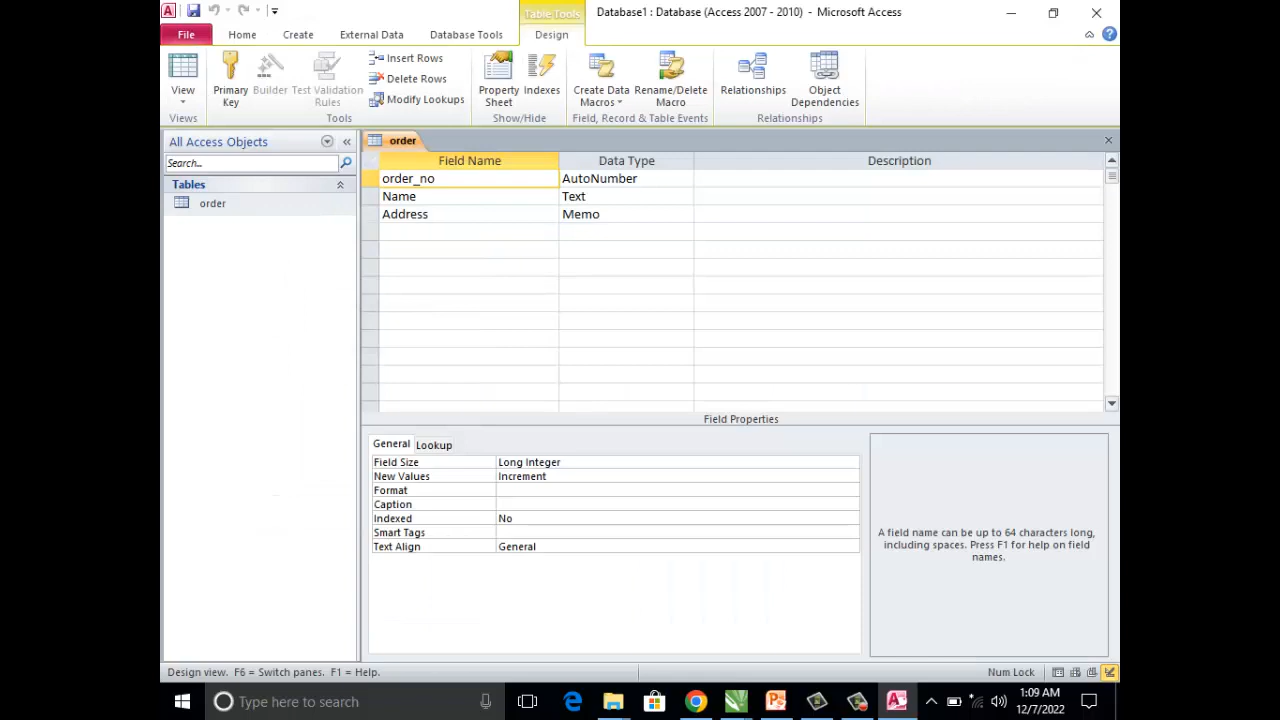 Table Tools
Database1 : Database (Access 2007 - 2010) - Microsoft Access
File Home Create External Data Database Tools Design
View
Primary Key
Builder
Test Validation Rules
Insert Rows
Delete Rows
Modify Lookups
Property Sheet
Indexes
Create Data Macros
Rename/Delete Macro
Relationships
Object Dependencies
Views Tools Show/Hide Field, Record & Table Events Relationships
All Access Objects
Search...
Tables
order
order
Field Name Data Type Description
order_no AutoNumber
Name Text
Address Memo
Field Properties
General Lookup
Field Size Long Integer
New Values Increment
Format
Caption
Indexed No
Smart Tags
Text Align General
A field name can be up to 64 characters long,
including spaces. Press F1 for help on field
names.
Design view. F6 = Switch panes. F1 = Help.
Num Lock
Type here to search
1:09 AM
12/7/2022